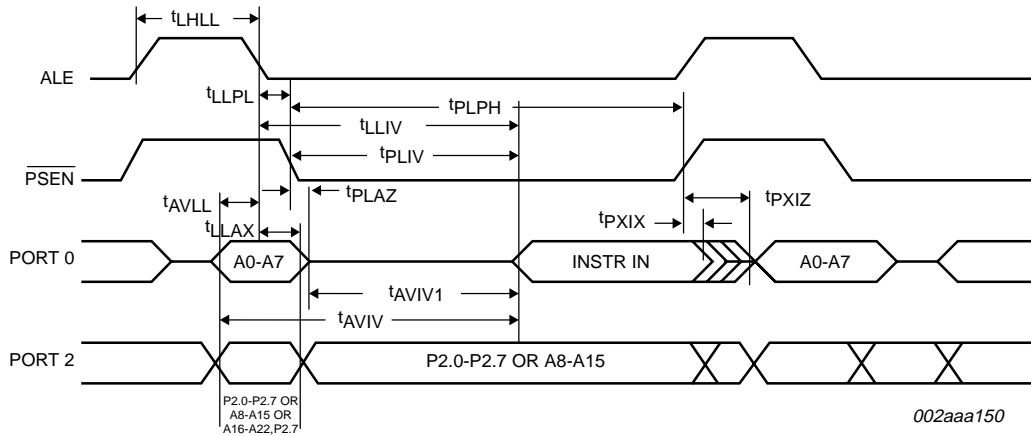 tLHLL
ALE
tLLPL
tPLPH
tLLIV
tPLIV
PSEN
tPLAZ
tAVLL
tPXIZ
tLLAX
tPXIX
PORT 0
A0-A7
INSTR IN
A0-A7
tAVIV1
tAVIV
PORT 2
P2.0-P2.7 OR A8-A15
P2.0-P2.7 OR
A8-A15 OR
A16-A22,P2.7
002aaa150